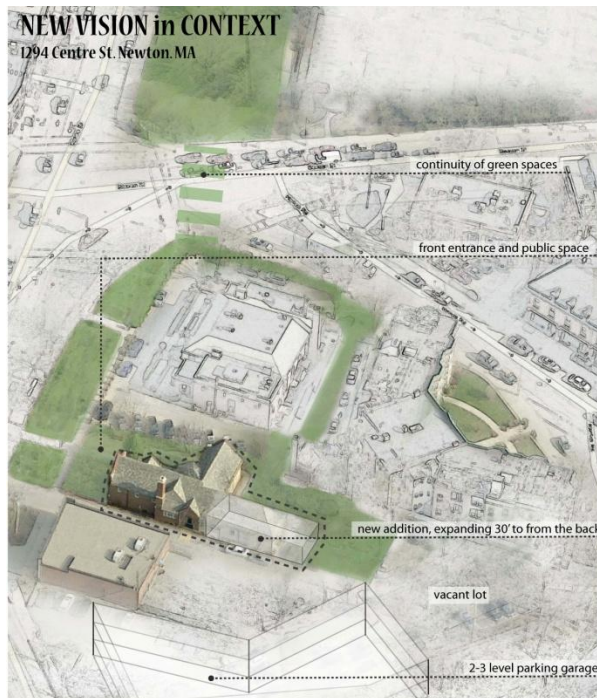 NEW VISION in CONTEXT
1294 Centre St. Newton. MA
continuity of green spaces
front entrance and public space
new addition, expanding 30' to from the back
vacant lot
2-3 level parking garage